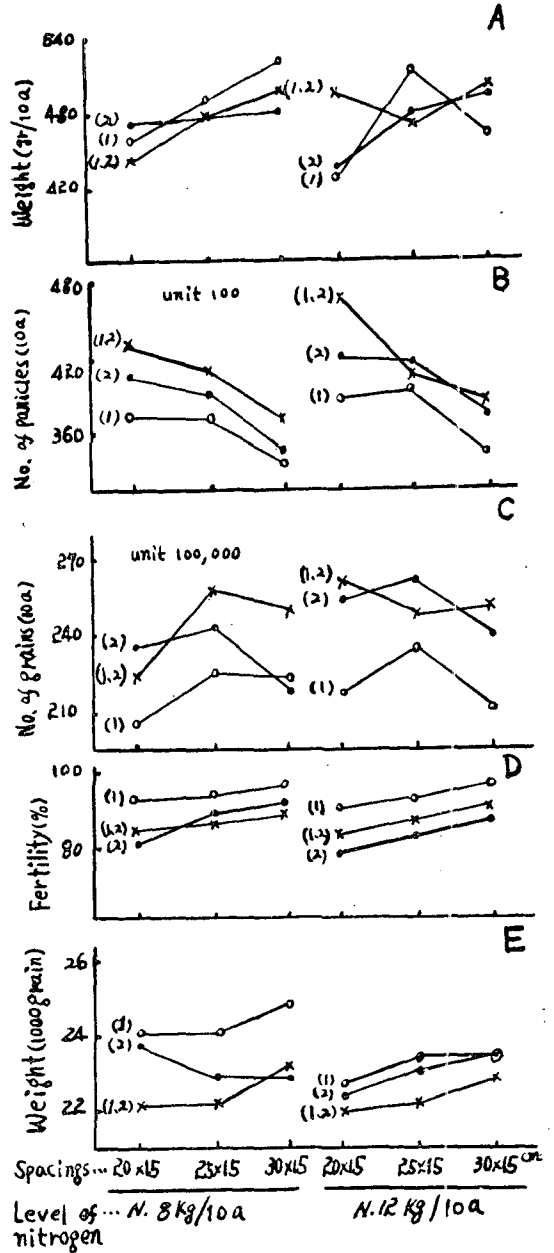 A
540
480
420
Weight (gr/10a)
(2)
(1)
(1,2)
(1,2)
(2)
(1)
B
480
420
360
No. of panicles (10a)
unit 100
(1,2)
(2)
(1)
(1,2)
(2)
(1)
C
270
240
210
No. of grains (10a)
unit 100,000
(2)
(1,2)
(1)
(1,2)
(2)
(1)
D
100
80
Fertility (%)
(1)
(1,2)
(2)
(1)
(1,2)
(2)
E
26
24
22
Weight (1000 grain)
(1)
(2)
(1,2)
(1)
(2)
(1,2)
Spacings... 20x15 25x15 30x15 20x15 25x15 30x15 cm
Level of ... N. 8 Kg/10a N. 12 Kg/10a
nitrogen